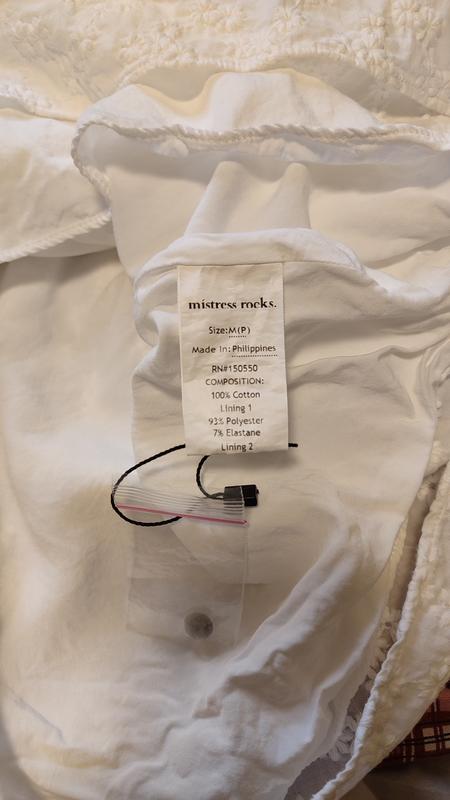 mistress rocks.
Size:M(P)
Made In:Philippines
RN#150550
COMPOSITION:
100% Cotton
Lining 1
93% Polyester
7% Elastane
Lining 2